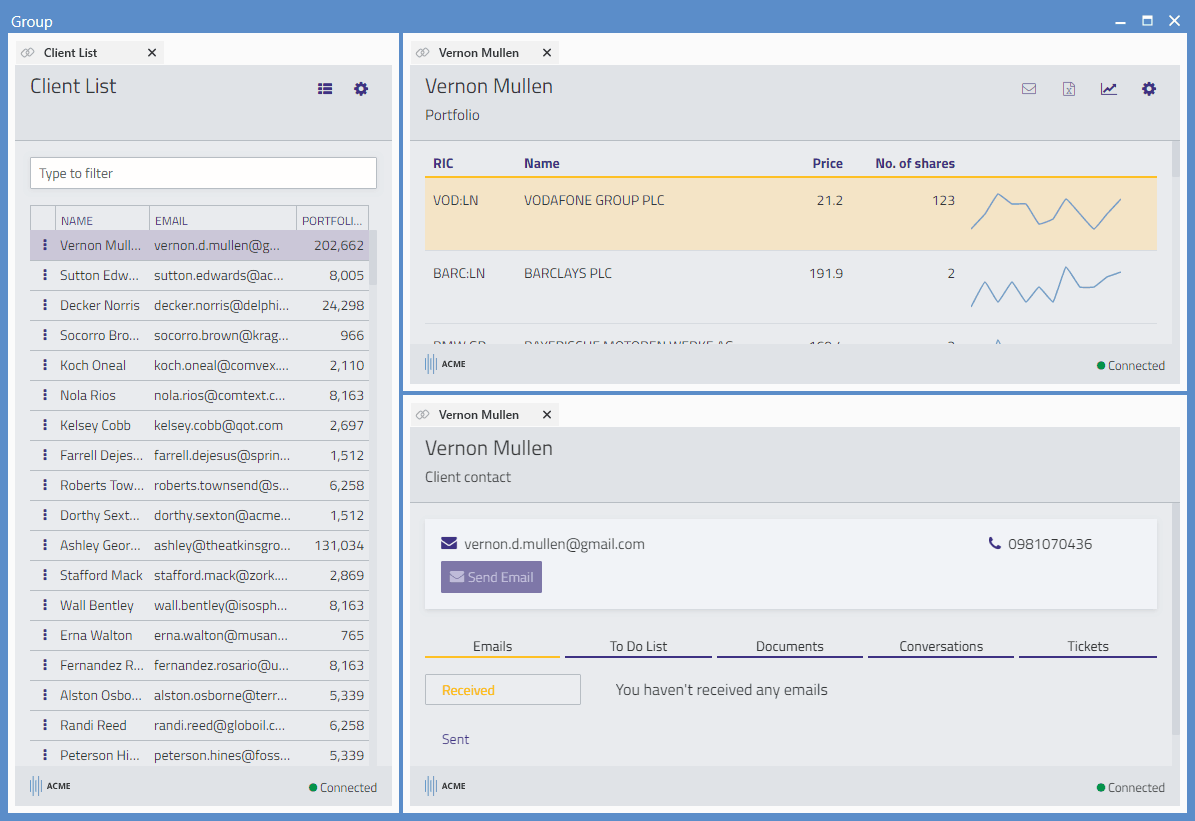 Group
Client List
Client List
Type to filter
NAME EMAIL PORTFOLI...
Vernon Mull... vernon.d.mullen@g... 202,662
Sutton Edw... sutton.edwards@ac... 8,005
Decker Norris decker.norris@delphi... 24,298
Socorro Bro... socorro.brown@krag... 966
Koch Oneal koch.oneal@comvex.... 2,110
Nola Rios nola.rios@comtext.c... 8,163
Kelsey Cobb kelsey.cobb@qot.com 2,697
Farrell Dejes... farrell.dejesus@sprin... 1,512
Roberts Tow... roberts.townsend@s... 6,258
Dorthy Sext... dorthy.sexton@acme... 1,512
Ashley Geor... ashley@theatkinsgro... 131,034
Stafford Mack stafford.mack@zork.... 2,869
Wall Bentley wall.bentley@isosph... 8,163
Erna Walton erna.walton@musan... 765
Fernandez R... fernandez.rosario@u... 8,163
Alston Osbo... alston.osborne@terr... 5,339
Randi Reed randi.reed@globoil.c... 6,258
Peterson Hi... peterson.hines@foss... 5,339
ACME Connected
Vernon Mullen
Vernon Mullen
Portfolio
RIC Name Price No. of shares
VOD:LN VODAFONE GROUP PLC 21.2 123
BARC:LN BARCLAYS PLC 191.9 2
BAYERISCHE MOTOREN WERKE AG
ACME Connected
Vernon Mullen
Vernon Mullen
Client contact
vernon.d.mullen@gmail.com 0981070436
Send Email
Emails To Do List Documents Conversations Tickets
Received You haven't received any emails
Sent
ACME Connected